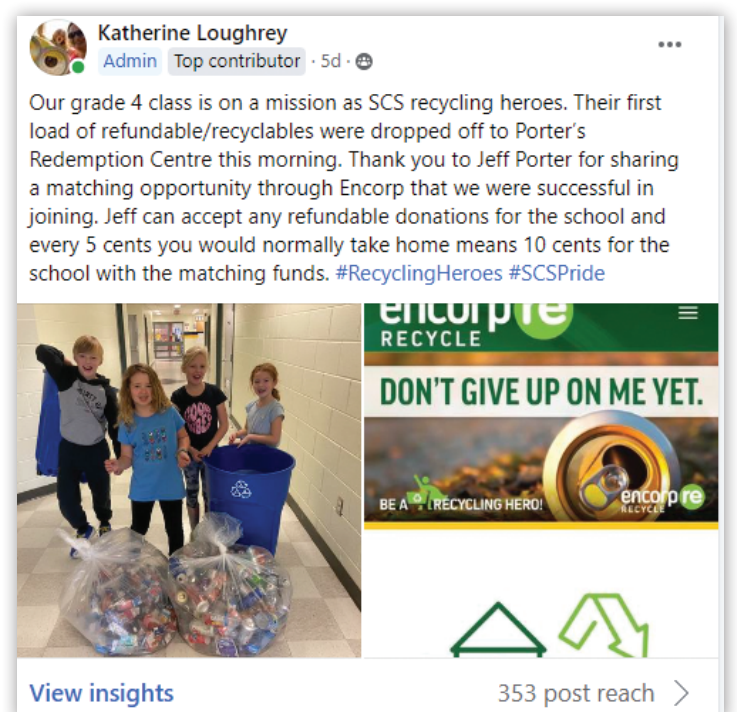 Katherine Loughrey
Admin Top contributor · 5d ·
Our grade 4 class is on a mission as SCS recycling heroes. Their first
load of refundable/recyclables were dropped off to Porter's
Redemption Centre this morning. Thank you to Jeff Porter for sharing
a matching opportunity through Encorp that we were successful in
joining. Jeff can accept any refundable donations for the school and
every 5 cents you would normally take home means 10 cents for the
school with the matching funds. #RecyclingHeroes #SCSPride
encorp re
RECYCLE
DON'T GIVE UP ON ME YET.
BE A RECYCLING HERO!
encorp re
RECYCLE
View insights
353 post reach